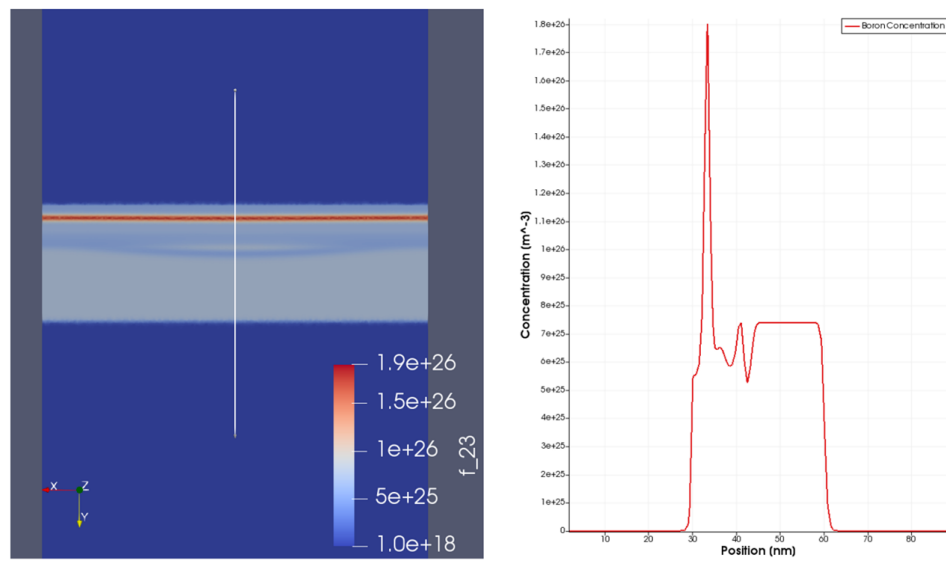 1.9e+26
1.5e+26
1e+26
5e+25
1.0e+18
f_23
X
Z
Y
Boron Concentration
1.8e+26
1.7e+26
1.6e+26
1.5e+26
1.4e+26
1.3e+26
1.2e+26
1.1e+26
1e+26
9e+25
8e+25
7e+25
6e+25
5e+25
4e+25
3e+25
2e+25
1e+25
0
Concentration (m^-3)
10 20 30 40 50 60 70 80
Position (nm)